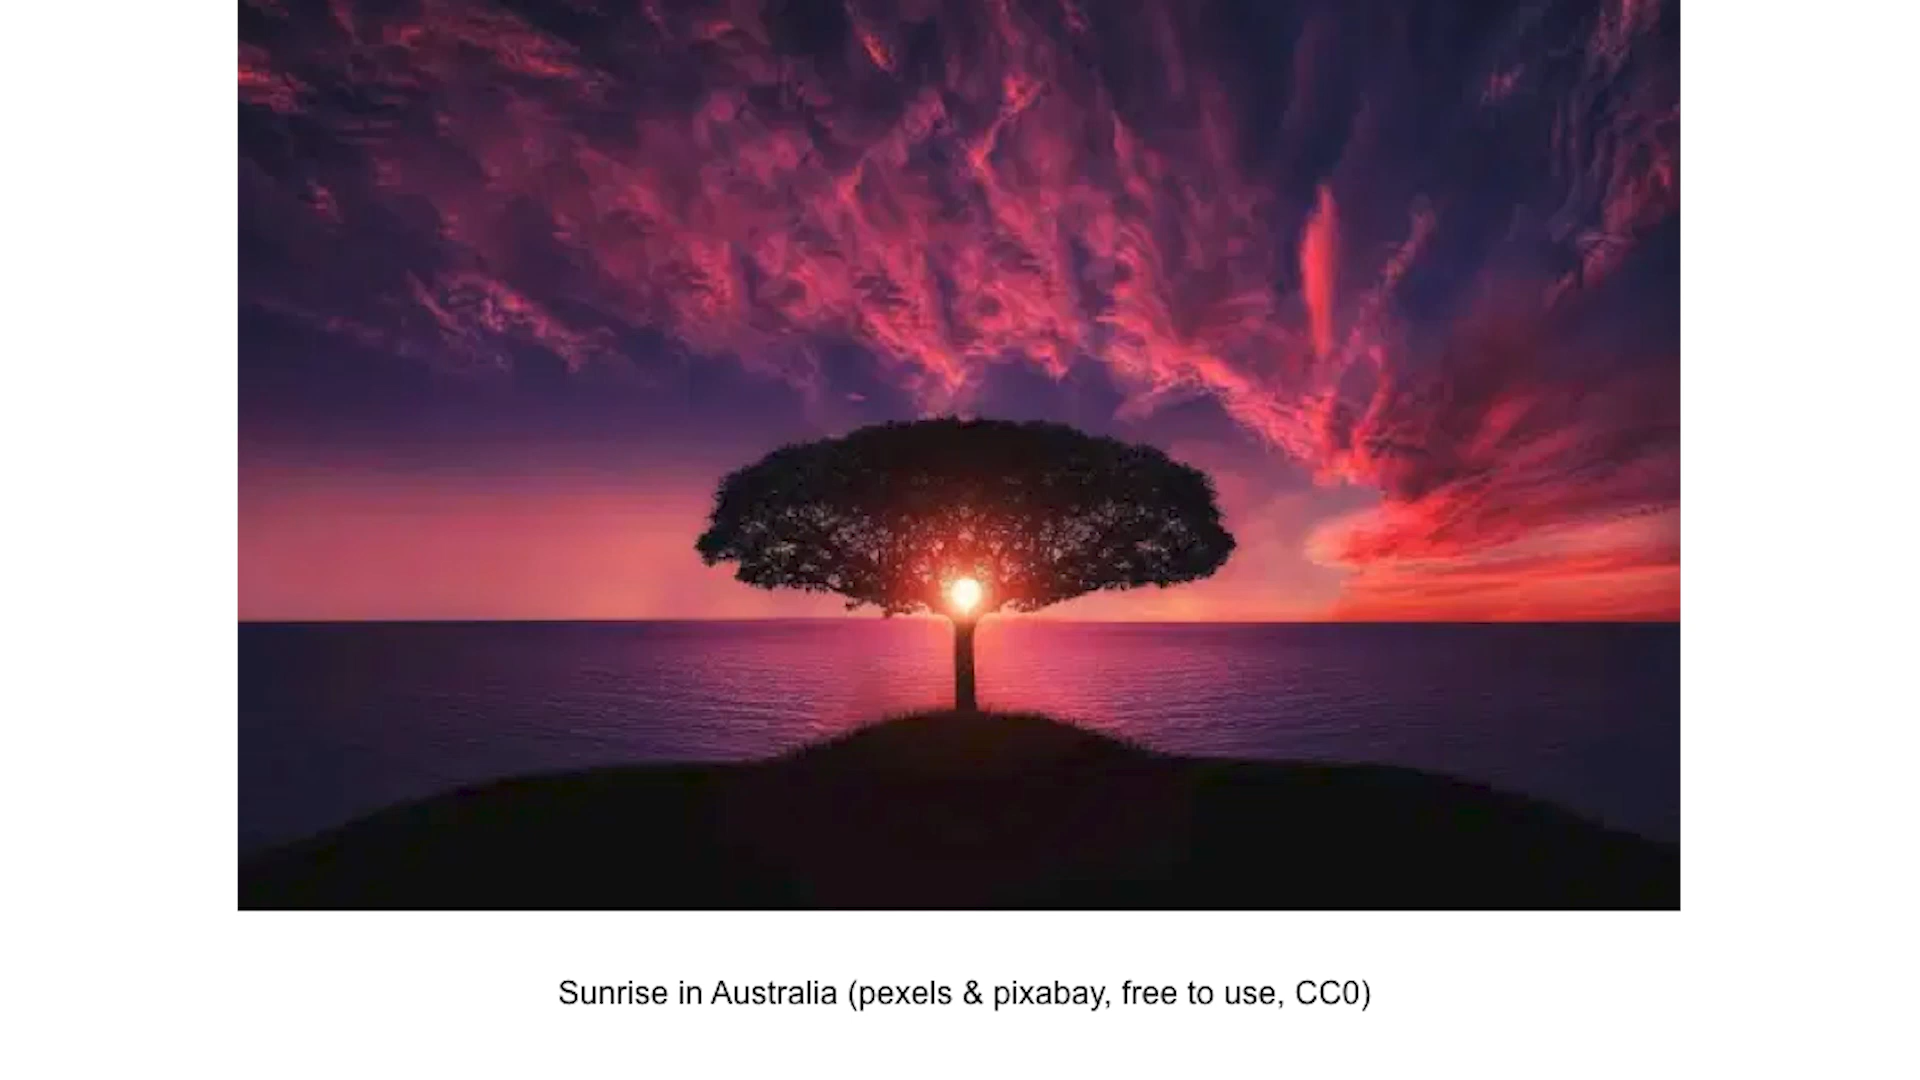 Sunrise in Australia (pexels & pixabay, free to use, CC0)